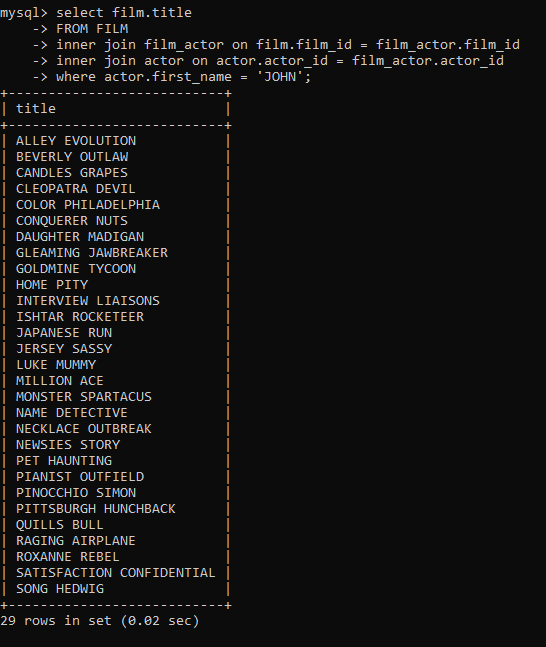 mysql> select film.title
    -> FROM FILM
    -> inner join film_actor on film.film_id = film_actor.film_id
    -> inner join actor on actor.actor_id = film_actor.actor_id
    -> where actor.first_name = 'JOHN';
+---------------------------+
| title                     |
+---------------------------+
| ALLEY EVOLUTION           |
| BEVERLY OUTLAW            |
| CANDLES GRAPES            |
| CLEOPATRA DEVIL           |
| COLOR PHILADELPHIA        |
| CONQUERER NUTS            |
| DAUGHTER MADIGAN          |
| GLEAMING JAWBREAKER       |
| GOLDMINE TYCOON           |
| HOME PITY                 |
| INTERVIEW LIAISONS        |
| ISHTAR ROCKETEER          |
| JAPANESE RUN              |
| JERSEY SASSY              |
| LUKE MUMMY                |
| MILLION ACE               |
| MONSTER SPARTACUS         |
| NAME DETECTIVE            |
| NECKLACE OUTBREAK         |
| NEWSIES STORY             |
| PET HAUNTING              |
| PIANIST OUTFIELD          |
| PINOCCHIO SIMON           |
| PITTSBURGH HUNCHBACK      |
| QUILLS BULL               |
| RAGING AIRPLANE           |
| ROXANNE REBEL             |
| SATISFACTION CONFIDENTIAL |
| SONG HEDWIG               |
+---------------------------+
29 rows in set (0.02 sec)